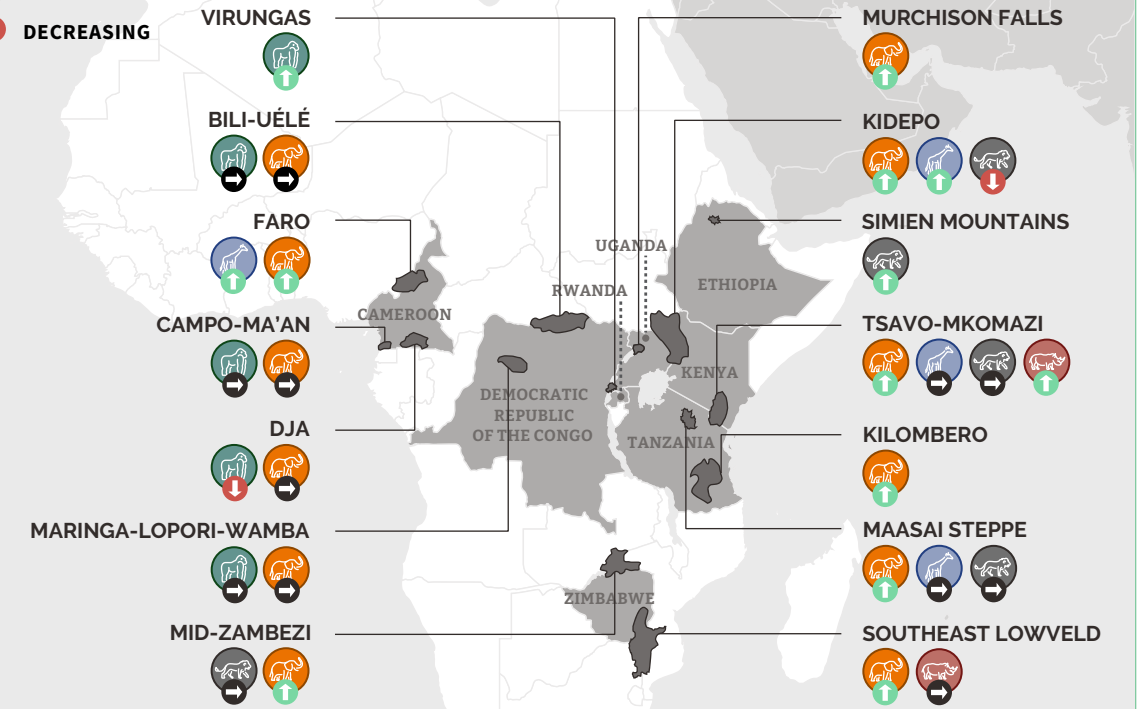 DECREASING
VIRUNGAS
BILI-UÉLÉ
FARO
CAMPO-MA'AN
DJA
MARINGA-LOPORI-WAMBA
MID-ZAMBEZI
CAMEROON
DEMOCRATIC
REPUBLIC
OF THE CONGO
RWANDA
UGANDA
ETHIOPIA
KENYA
TANZANIA
ZIMBABWE
MURCHISON FALLS
KIDEPO
SIMIEN MOUNTAINS
TSAVO-MKOMAZI
KILOMBERO
MAASAI STEPPE
SOUTHEAST LOWVELD